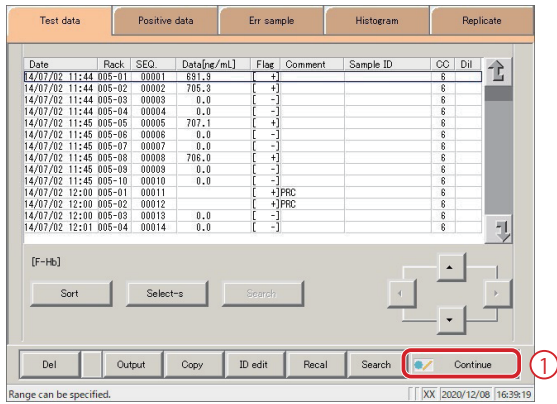 Test data Positive data Err sample Histogram Replicate
Date Rack SEQ. Data[ng/mL] Flag Comment Sample ID CC Dil
14/07/02 11:44 005-01 00001 691.9 [ +] 6
14/07/02 11:44 005-02 00002 705.3 [ +] 6
14/07/02 11:44 005-03 00003 0.0 [ -] 6
14/07/02 11:44 005-04 00004 0.0 [ -] 6
14/07/02 11:45 005-05 00005 707.1 [ +] 6
14/07/02 11:45 005-06 00006 0.0 [ -] 6
14/07/02 11:45 005-07 00007 0.0 [ -] 6
14/07/02 11:45 005-08 00008 706.0 [ +] 6
14/07/02 11:45 005-09 00009 0.0 [ -] 6
14/07/02 11:45 005-10 00010 0.0 [ -] 6
14/07/02 12:00 005-01 00011 [ +]PRC 6
14/07/02 12:00 005-02 00012 [ +]PRC 6
14/07/02 12:00 005-03 00013 0.0 [ -] 6
14/07/02 12:01 005-04 00014 0.0 [ -] 6
[F-Hb]
Sort Select-s Search
Del Output Copy ID edit Recal Search Continue 1
Range can be specified. XX 2020/12/08 16:39:19